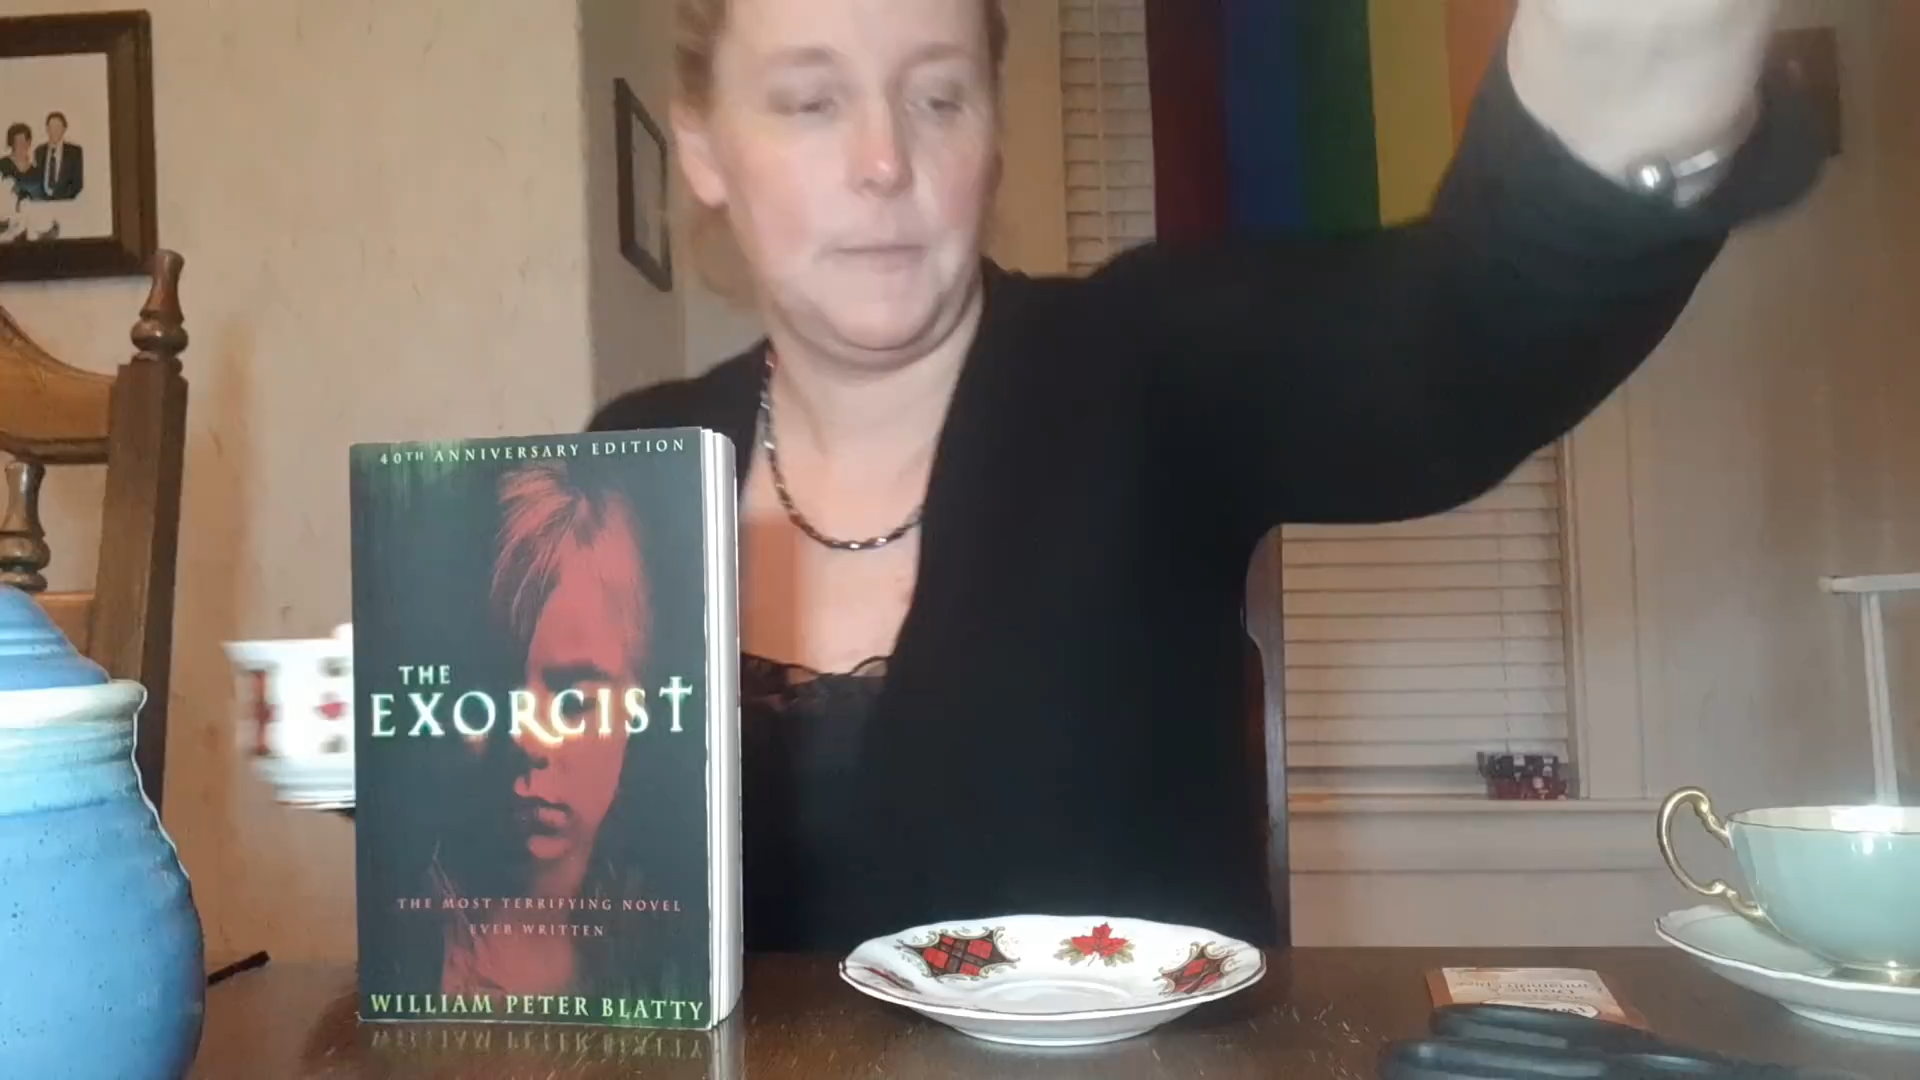 40TH ANNIVERSARY EDITION
THE
EXORCIST
THE MOST TERRIFYING NOVEL
EVER WRITTEN
WILLIAM PETER BLATTY